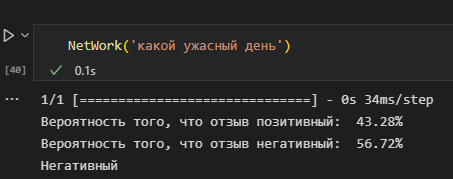 NetWork('какой ужасный день')
[40]
0.1s
1/1 [==============================] - 0s 34ms/step
Вероятность того, что отзыв позитивный:  43.28%
Вероятность того, что отзыв негативный:  56.72%
Негативный